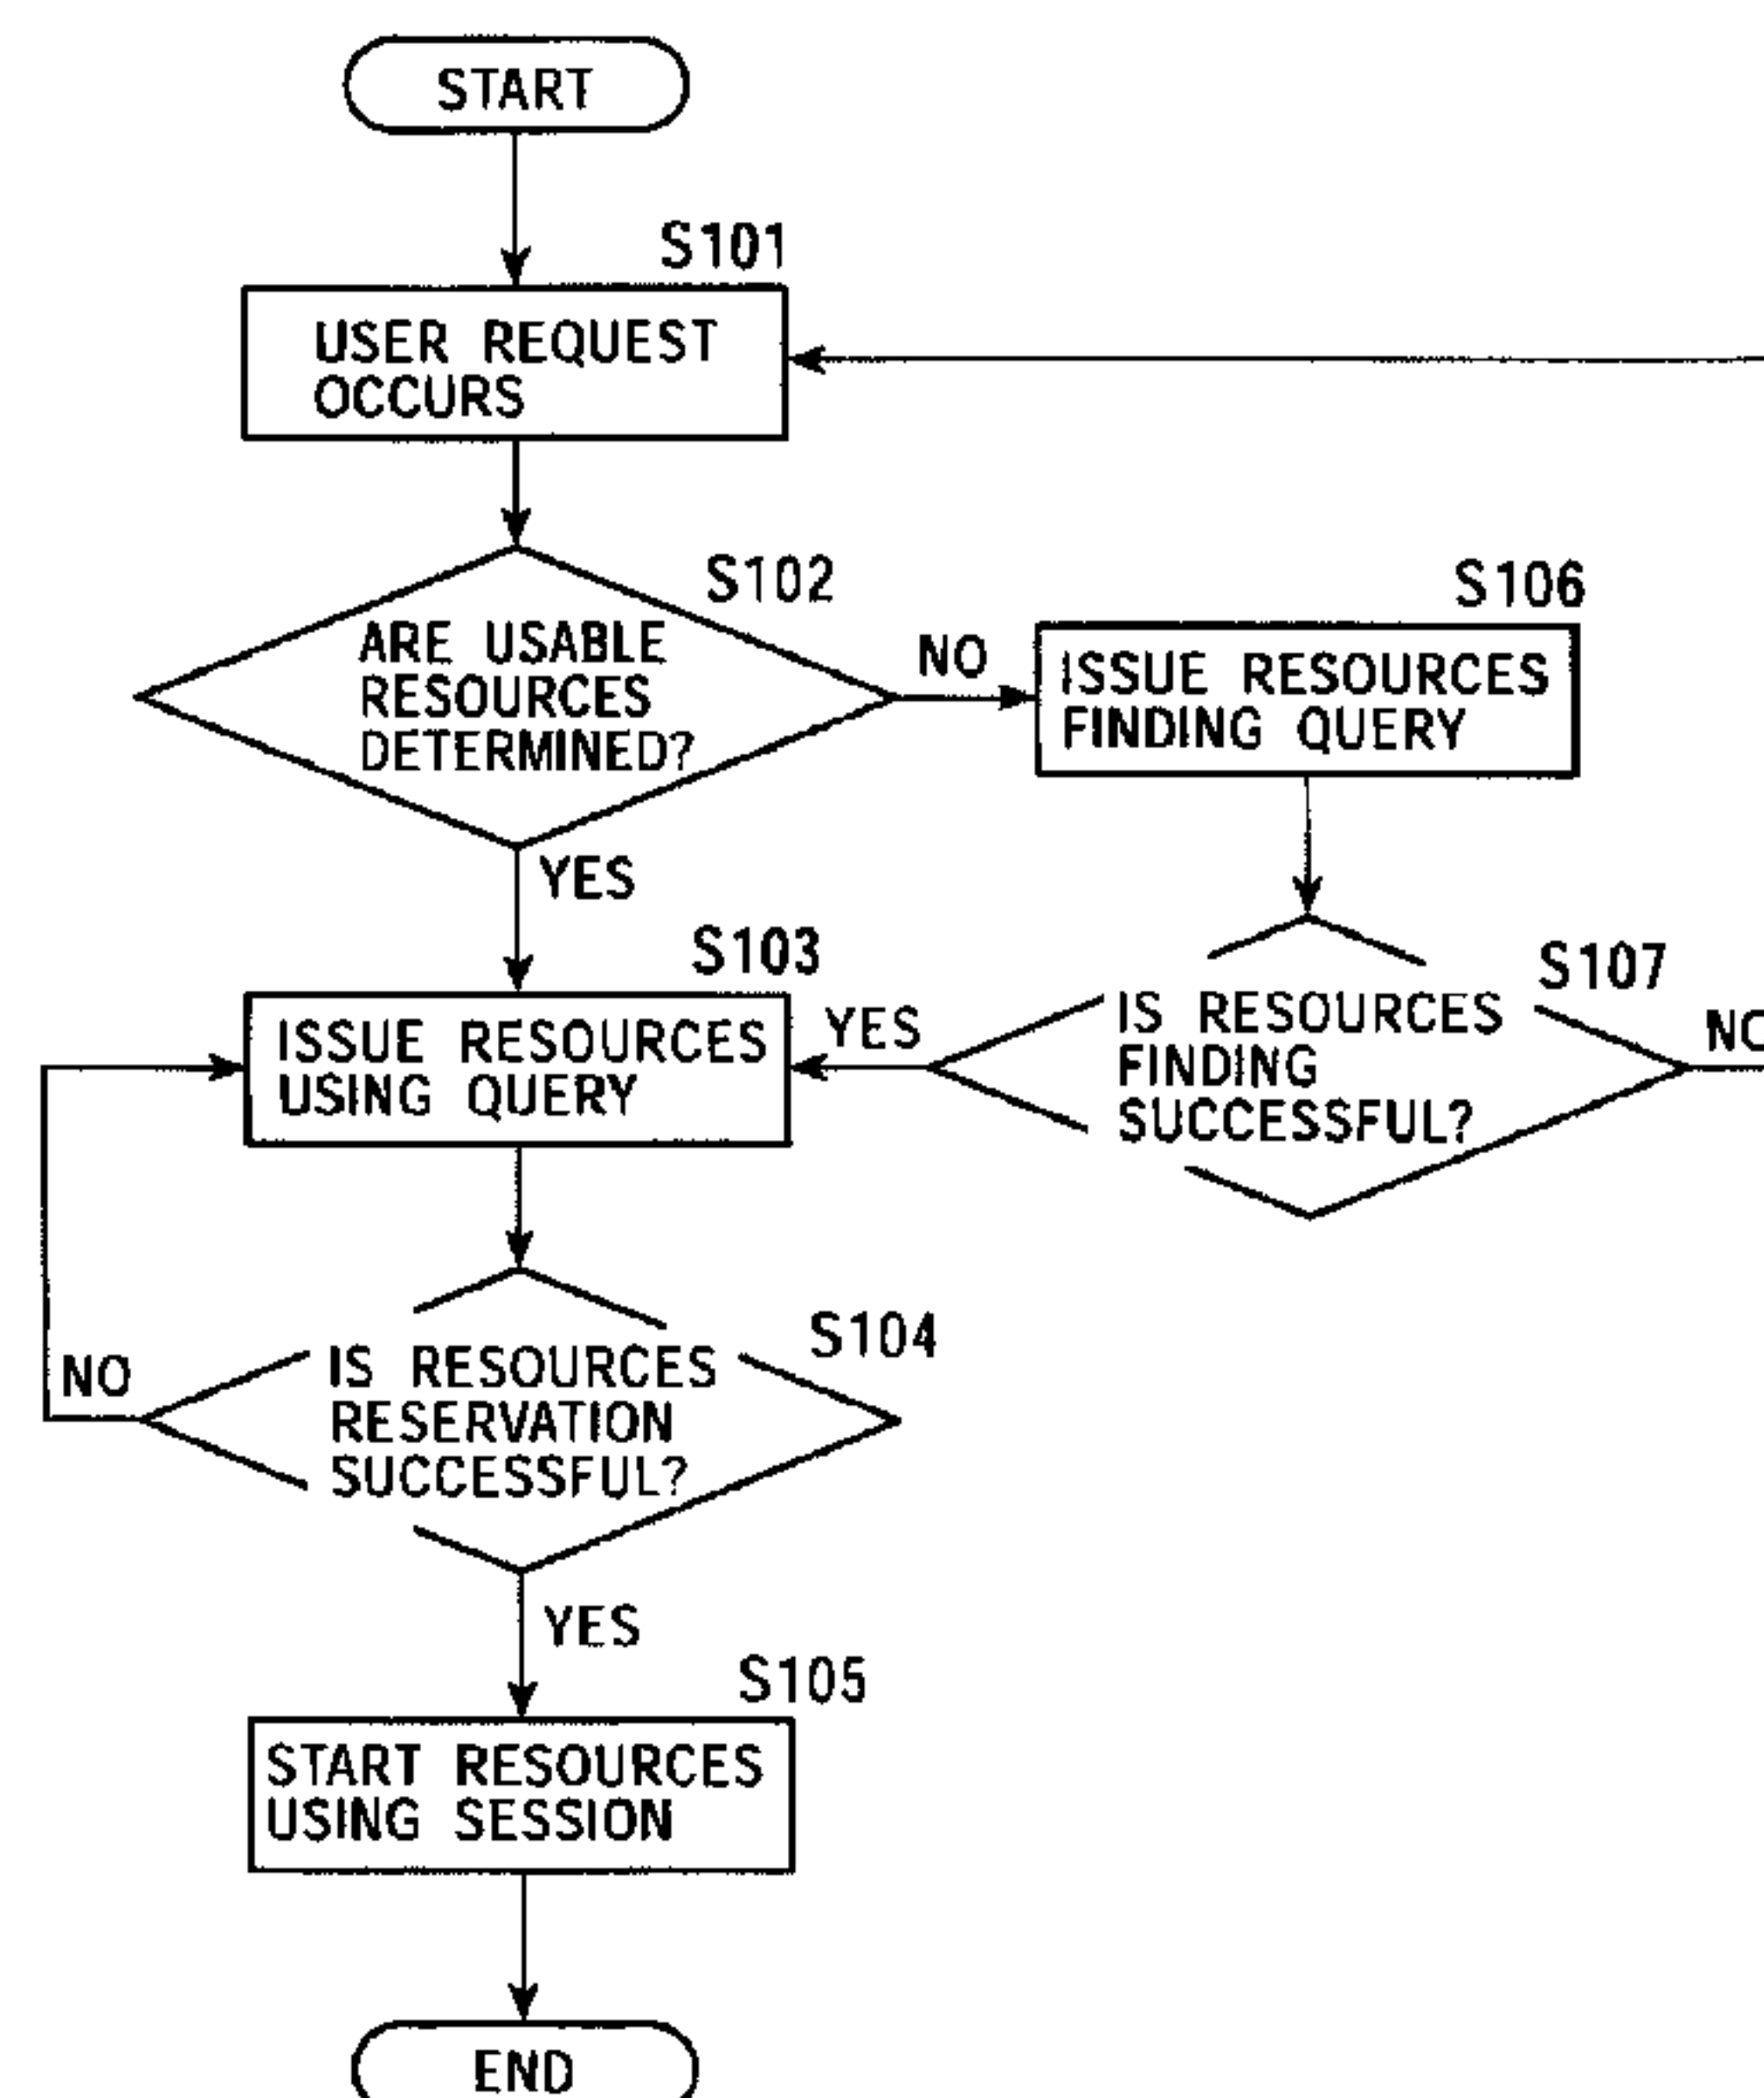 START
S101
USER REQUEST
OCCURS
S102
ARE USABLE
RESOURCES
DETERMINED?
NO
S106
ISSUE RESOURCES
FINDING QUERY
YES
S103
ISSUE RESOURCES
USING QUERY
YES
S107
IS RESOURCES
FINDING
SUCCESSFUL?
NO
S104
IS RESOURCES
RESERVATION
SUCCESSFUL?
NO
YES
S105
START RESOURCES
USING SESSION
END